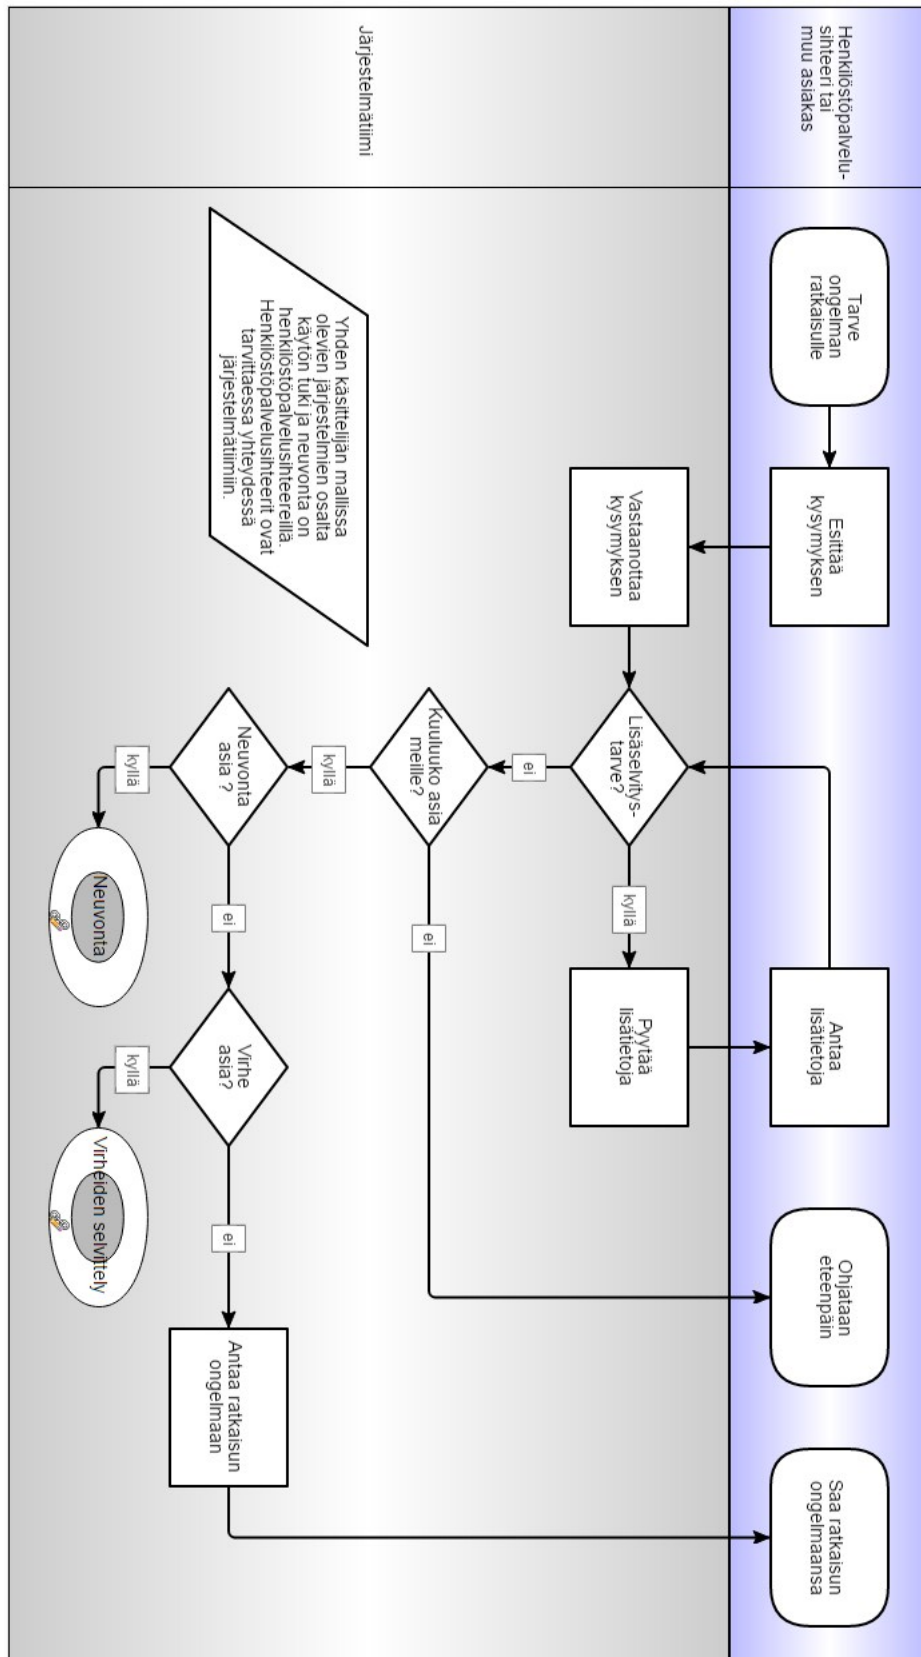 Henkilöstöpalvelu-
sihteeri tai
muu asiakas
Tarve
ongelman
ratkaisulle
Esittää
kysymyksen
Antaa
lisätietoja
Ohjataan
eteenpäin
Saa ratkaisun
ongelmaansa
Järjestelmätiimi
Vastaanottaa
kysymyksen
Lisäselvitys-
tarve?
kyllä
Pyytää
lisätietoja
ei
Kuuluuko asia
meille?
ei
kyllä
Yhden käsittelijän mallissa
olevien järjestelmien osalta
käytön tuki ja neuvonta on
henkilöstöpalvelusihteereillä.
Henkilöstöpalvelusihteerit ovat
tarvittaessa yhteydessä
järjestelmätiimiin.
Neuvonta
asia ?
ei
Virhe
asia?
ei
Antaa ratkaisun
ongelmaan
kyllä
kyllä
Neuvonta
Virheiden selvittely